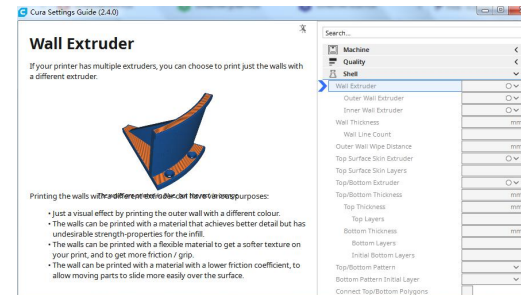 Cura Settings Guide (2.4.0)
Wall Extruder
If your printer has multiple extruders, you can choose to print just the walls with
a different extruder.
Printing the walls with a different extruder can have various purposes:
• Just a visual effect by printing the outer wall with a different colour.
• The walls can be printed with a material that achieves better detail but has
undesirable strength-properties for the infill.
• The walls can be printed with a flexible material to get a softer texture on
your print, and to get more friction / grip.
• The wall can be printed with a material with a lower friction coefficient, to
allow moving parts to slide more easily over the surface.
Search...
Machine
Quality
Shell
Wall Extruder
Outer Wall Extruder
Inner Wall Extruder
Wall Thickness mm
Wall Line Count
Outer Wall Wipe Distance mm
Top Surface Skin Extruder
Top Surface Skin Layers
Top/Bottom Extruder
Top/Bottom Thickness mm
Top Thickness mm
Top Layers
Bottom Thickness mm
Bottom Layers
Initial Bottom Layers
Top/Bottom Pattern
Bottom Pattern Initial Layer
Connect Top/Bottom Polygons